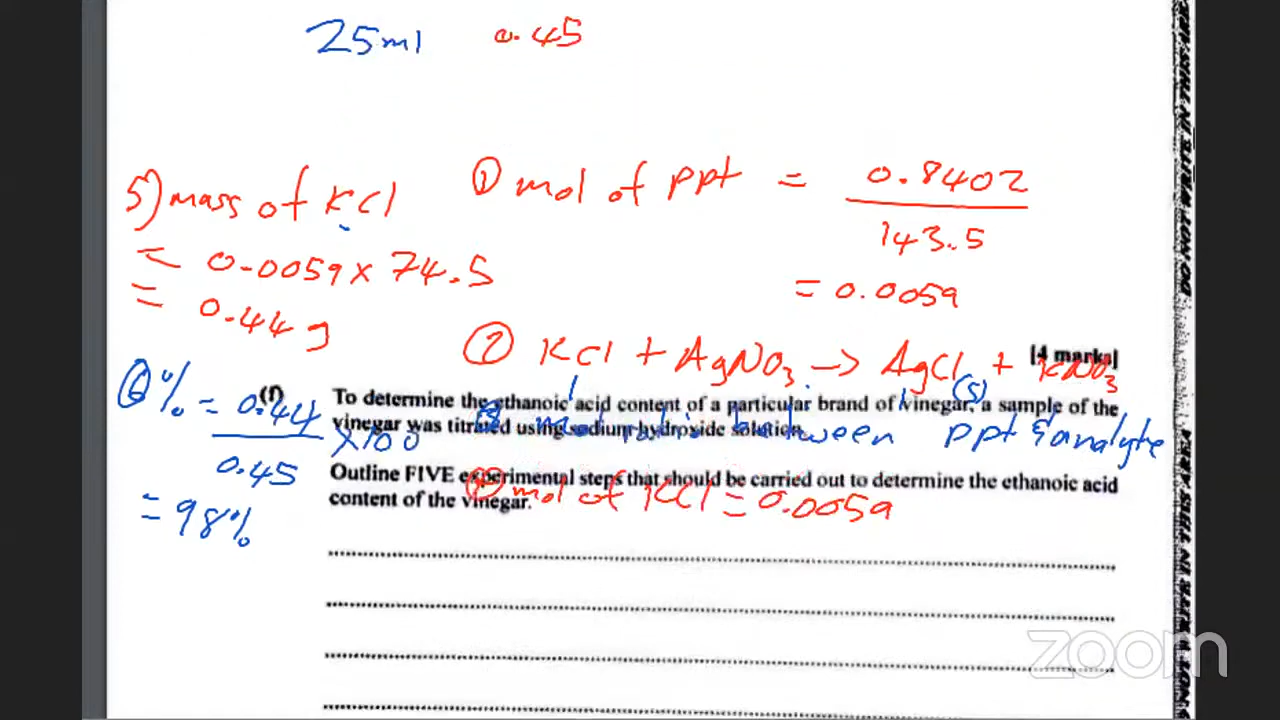 25ml 0.45
5) mass of KCl
= 0.0059 x 74.5
= 0.44 g
① mol of ppt = 0.8402
143.5
= 0.0059
② KCl + AgNO3 -> AgCl (s) + KNO3
[4 marks]
③ mol ratio between ppt & analyte
④ mol of KCl = 0.0059
⑥ % = 0.44 x 100
0.45
= 98%
(f) To determine the ethanoic acid content of a particular brand of vinegar, a sample of the
vinegar was titrated using sodium hydroxide solution.
Outline FIVE experimental steps that should be carried out to determine the ethanoic acid
content of the vinegar.
zoom